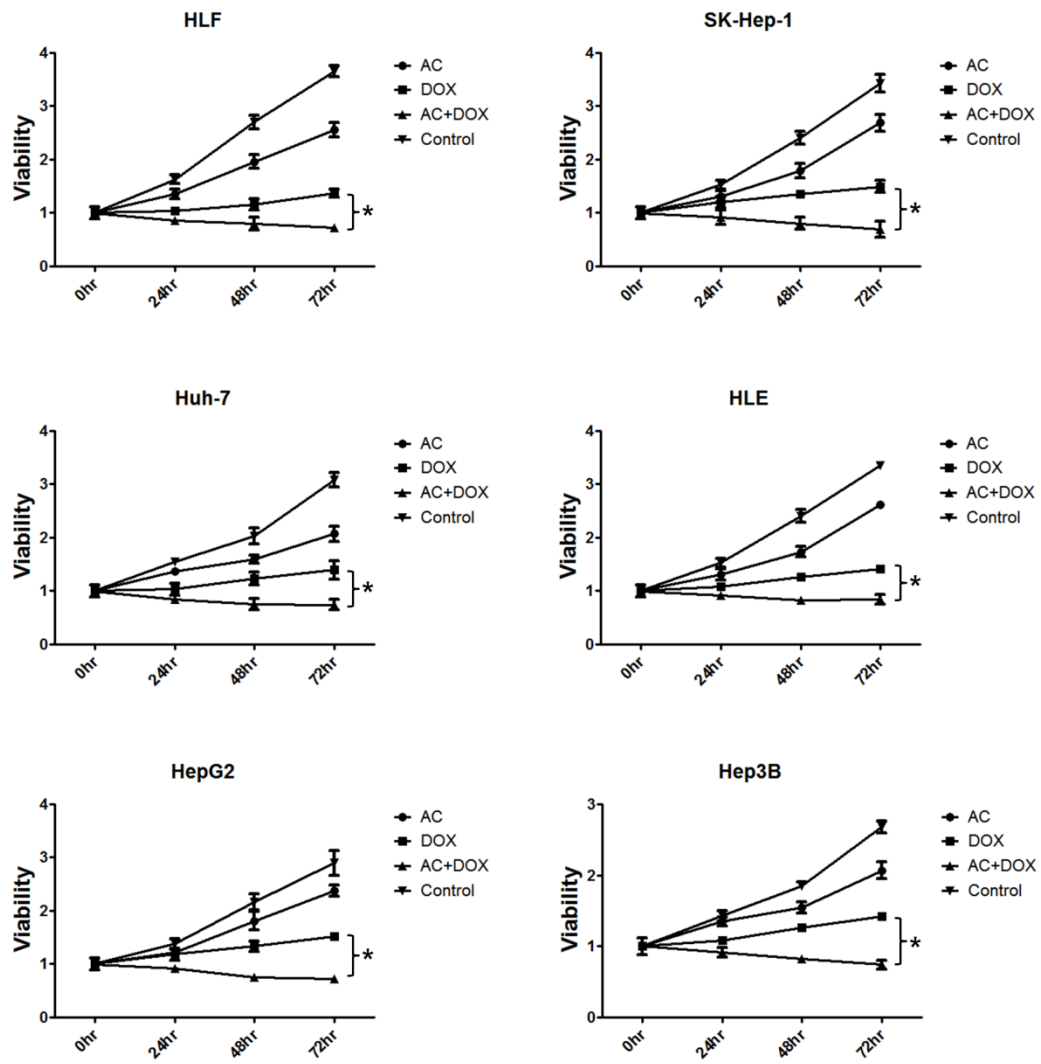 HLF
Viability
4
3
2
1
0
0hr
24hr
48hr
72hr
AC
DOX
AC+DOX
Control
*
SK-Hep-1
Viability
4
3
2
1
0
0hr
24hr
48hr
72hr
AC
DOX
AC+DOX
Control
*
Huh-7
Viability
4
3
2
1
0
0hr
24hr
48hr
72hr
AC
DOX
AC+DOX
Control
*
HLE
Viability
4
3
2
1
0
0hr
24hr
48hr
72hr
AC
DOX
AC+DOX
Control
*
HepG2
Viability
4
3
2
1
0
0hr
24hr
48hr
72hr
AC
DOX
AC+DOX
Control
*
Hep3B
Viability
3
2
1
0
0hr
24hr
48hr
72hr
AC
DOX
AC+DOX
Control
*